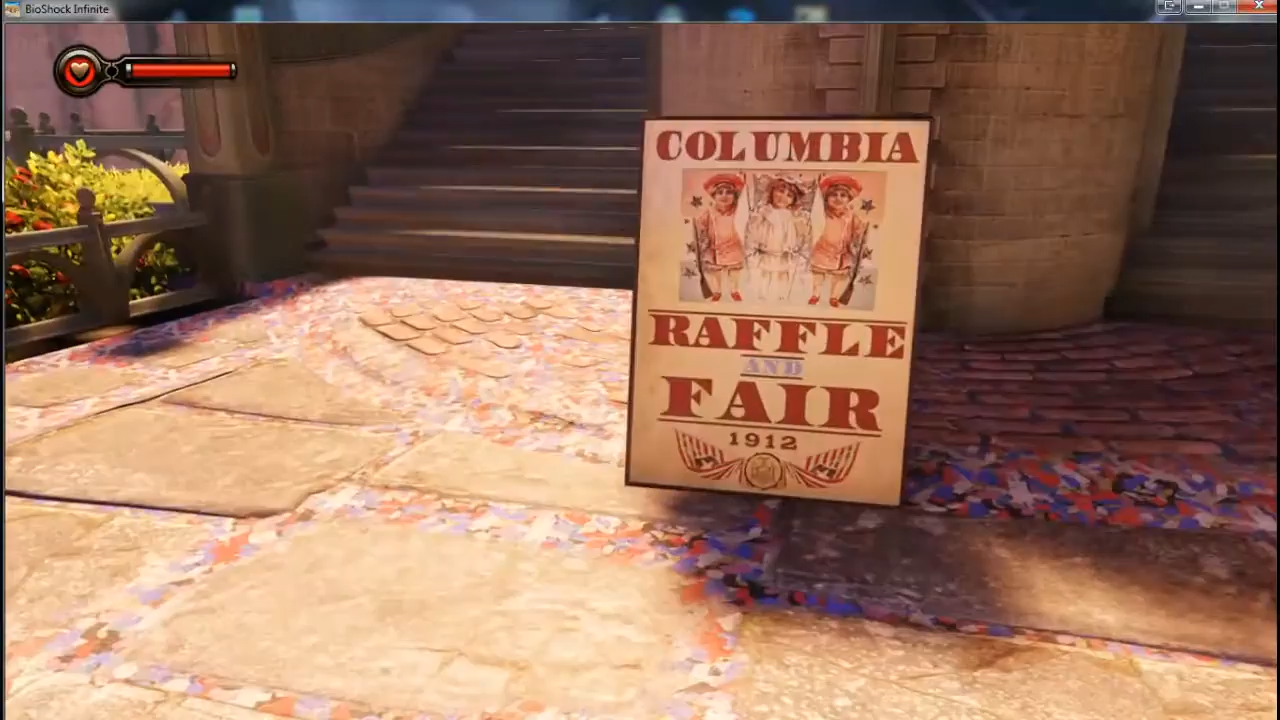 BioShock Infinite
COLUMBIA
RAFFLE
AND
FAIR
1912